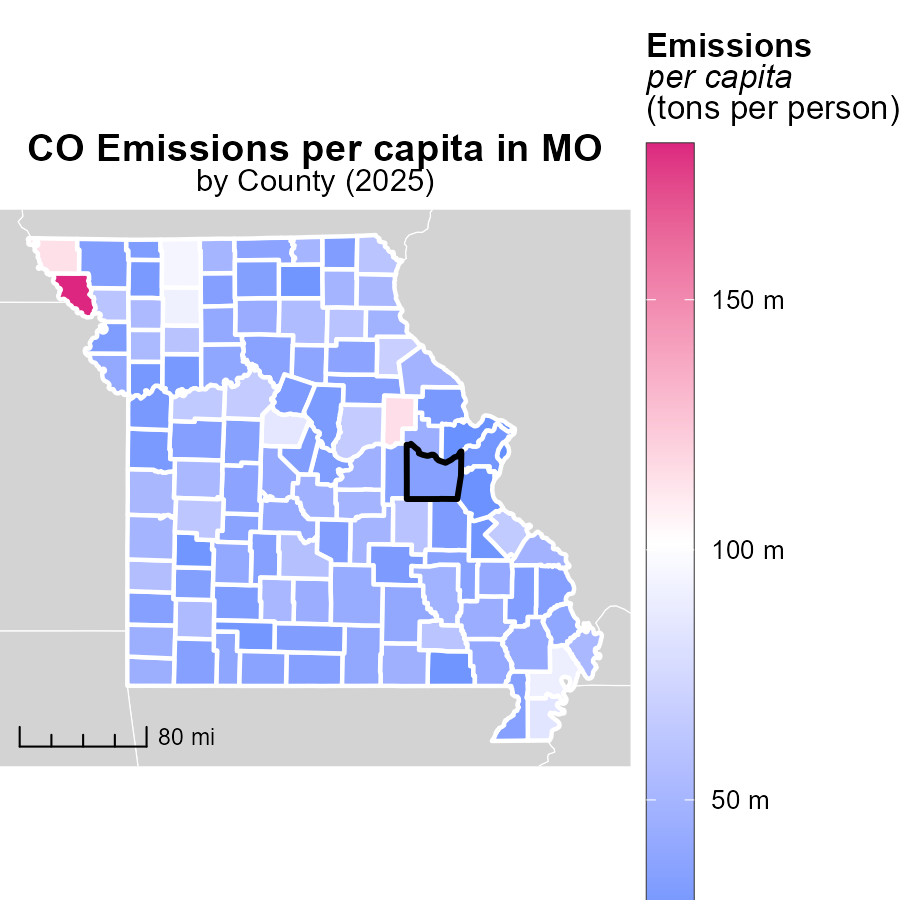 Emissions
per capita
(tons per person)
CO Emissions per capita in MO
by County (2025)
150 m
100 m
50 m
80 mi